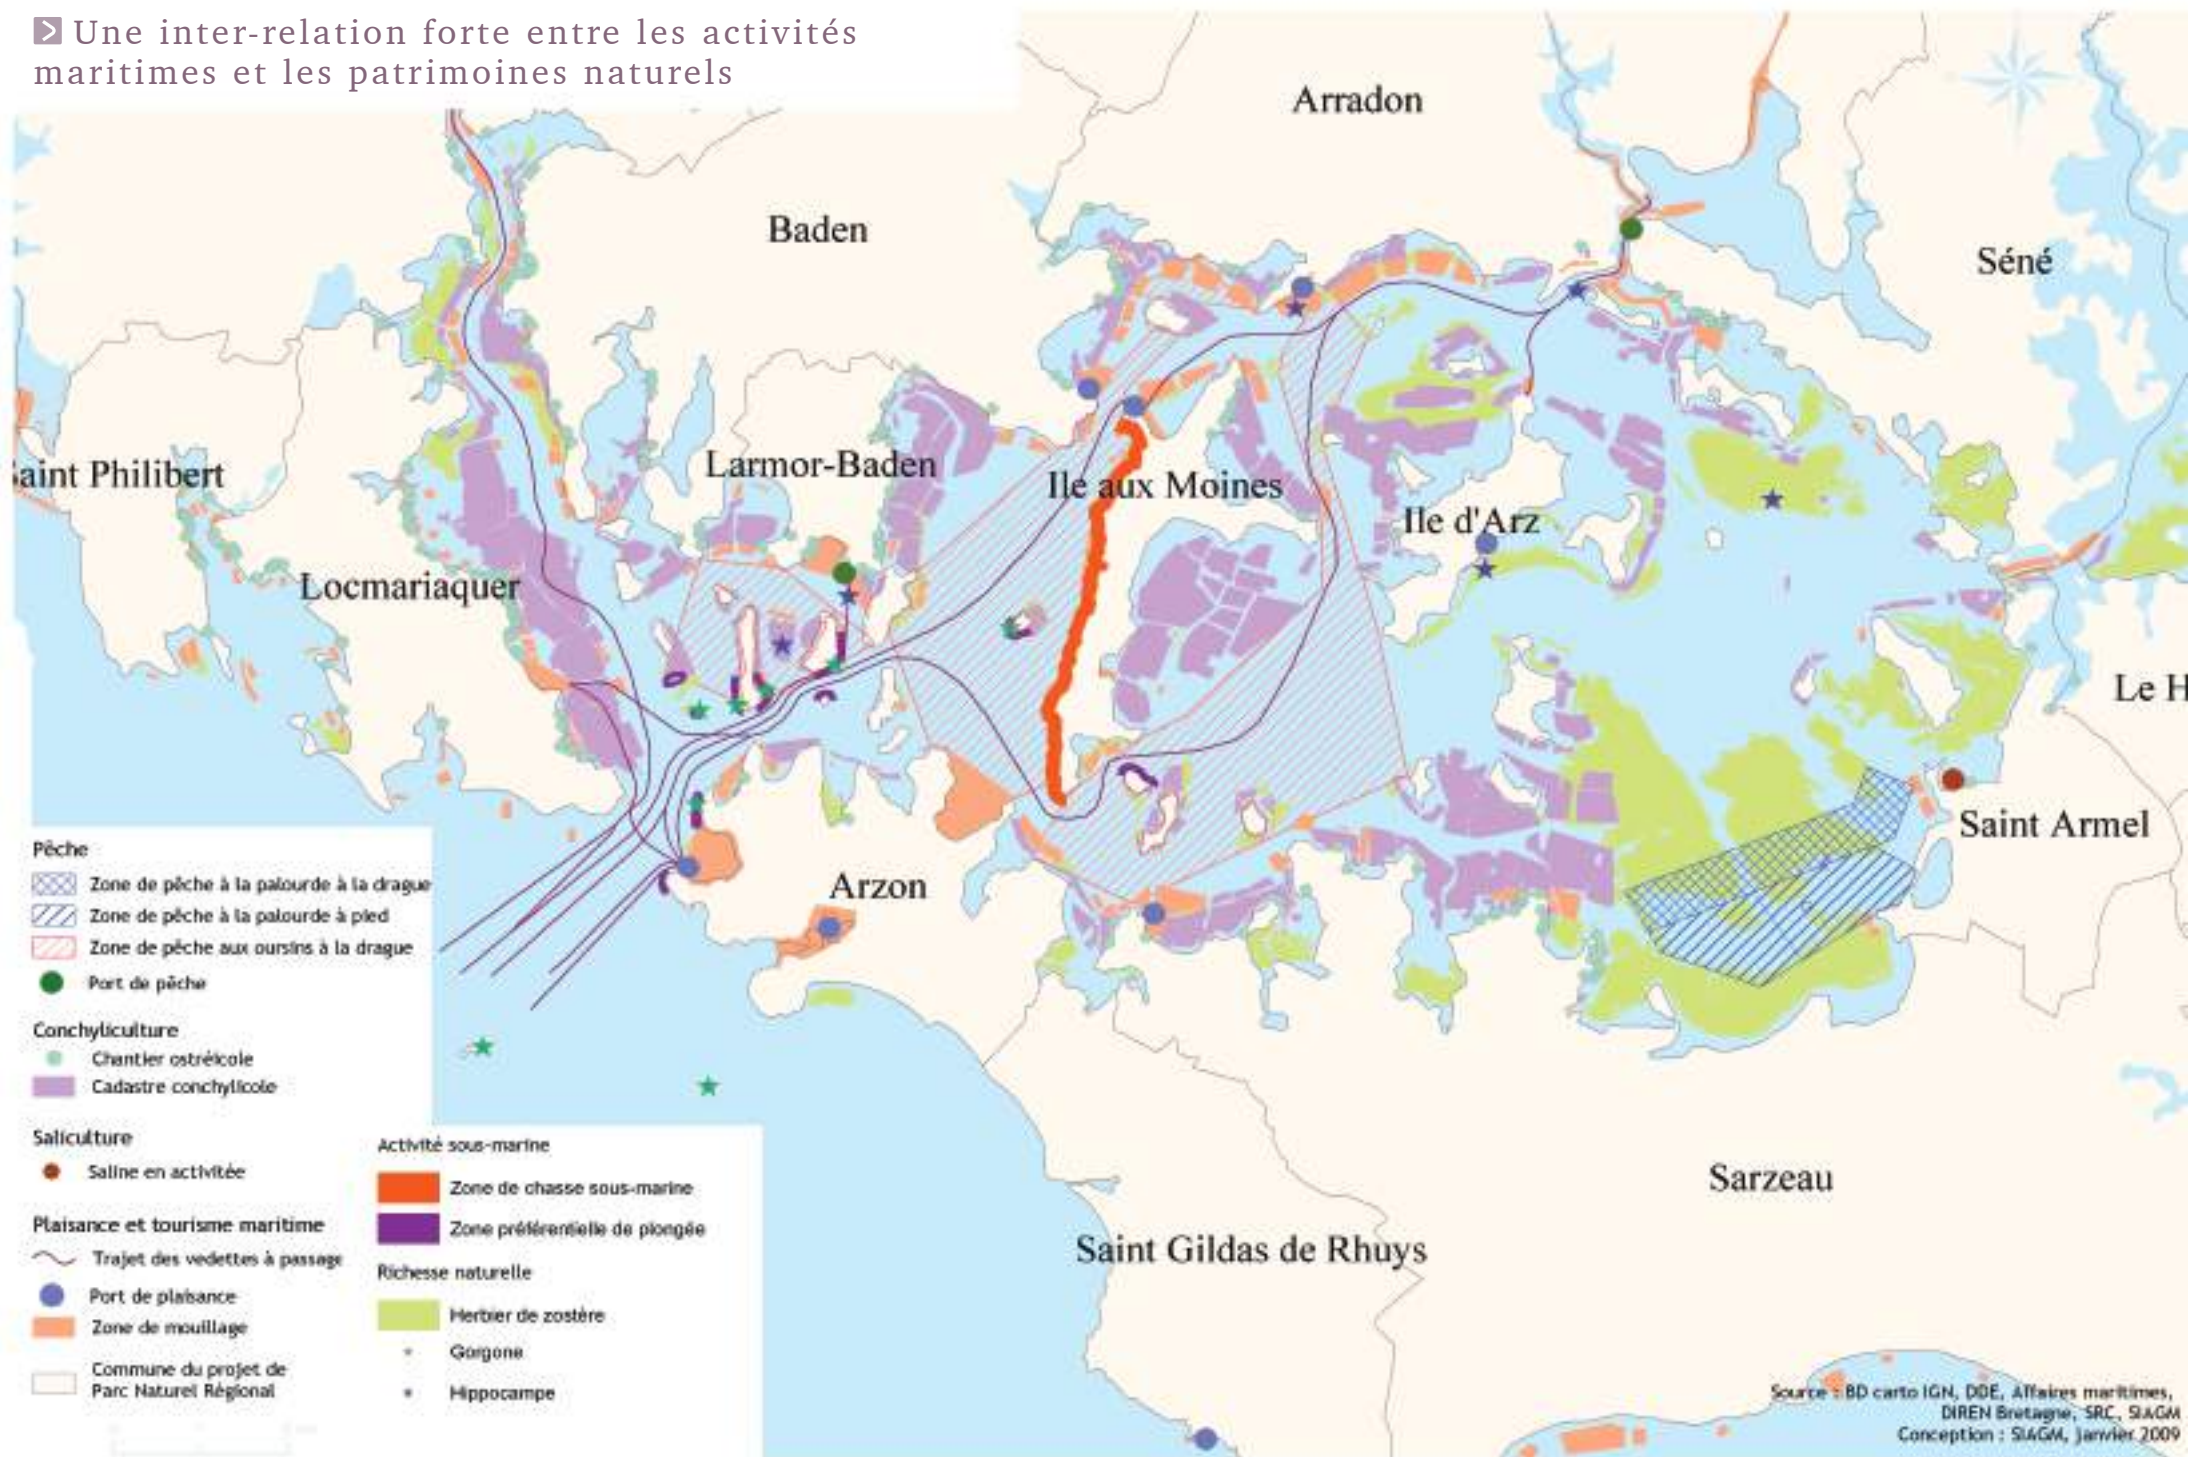 Une inter-relation forte entre les activités
maritimes et les patrimoines naturels
Arradon
Baden
Séné
Larmor-Baden
aint Philibert
Ile aux Moines
Ile d'Arz
Locmariaquer
Le H
Saint Armel
Arzon
Sarzeau
Saint Gildas de Rhuys
Pêche
Zone de pêche à la palourde à la drague
Zone de pêche à la palourde à pied
Zone de pêche aux oursins à la drague
Port de pêche
Conchyliculture
Chantier ostréicole
Cadastre conchylicole
Saliculture
Saline en activitée
Plaisance et tourisme maritime
Trajet des vedettes à passage
Port de plaisance
Zone de mouillage
Commune du projet de
Parc Naturel Régional
Activité sous-marine
Zone de chasse sous-marine
Zone préférentielle de plongée
Richesse naturelle
Herbier de zostère
Gorgone
Hippocampe
Source : BD carto IGN, DDE, Affaires maritimes,
DIREN Bretagne, SRC, SIAGM
Conception : SIAGM, janvier 2009